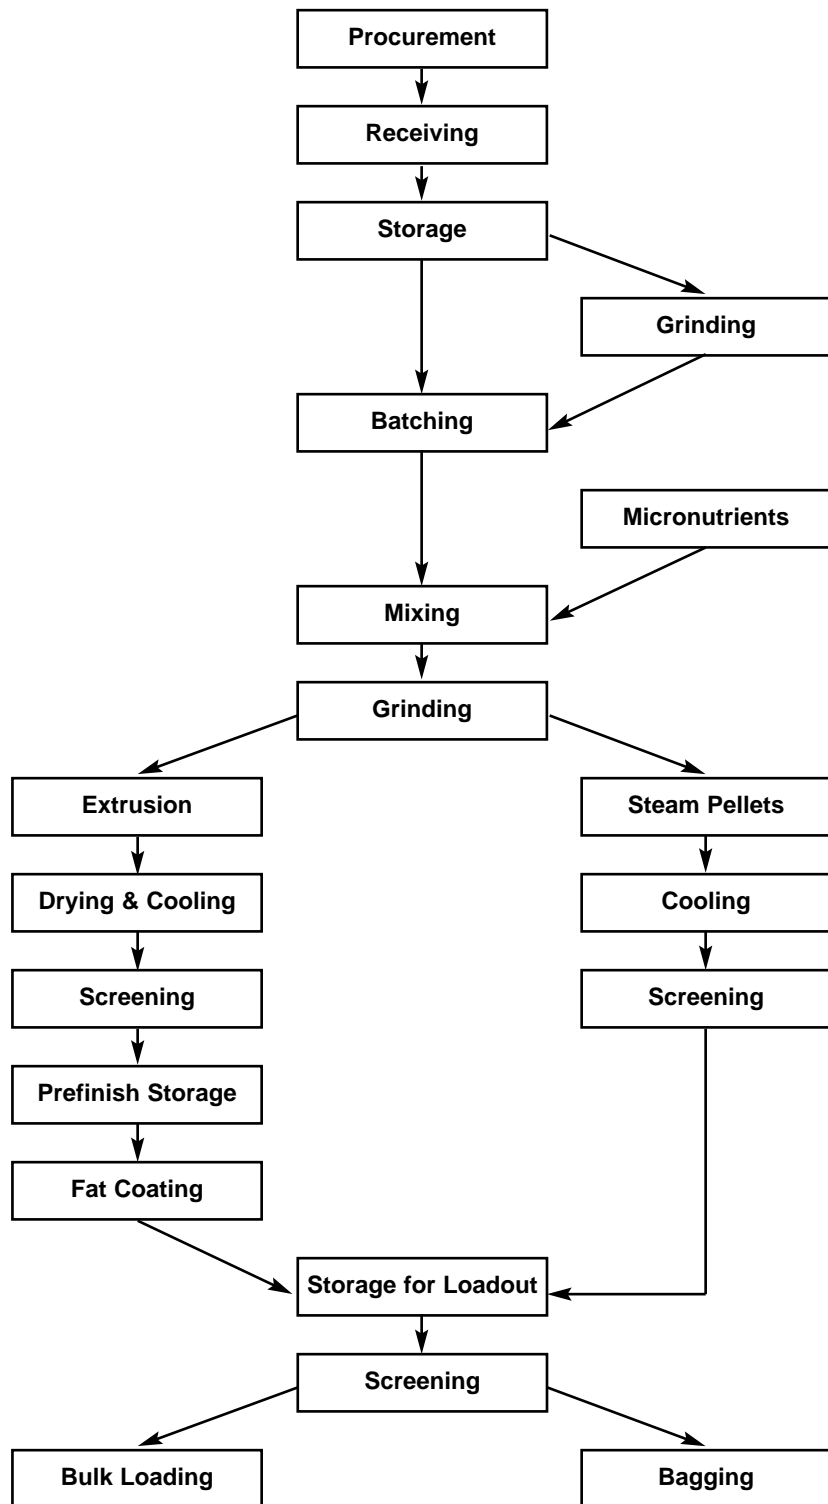 Procurement
Receiving
Storage
Grinding
Batching
Micronutrients
Mixing
Grinding
Extrusion
Steam Pellets
Drying & Cooling
Cooling
Screening
Screening
Prefinish Storage
Fat Coating
Storage for Loadout
Screening
Bulk Loading
Bagging